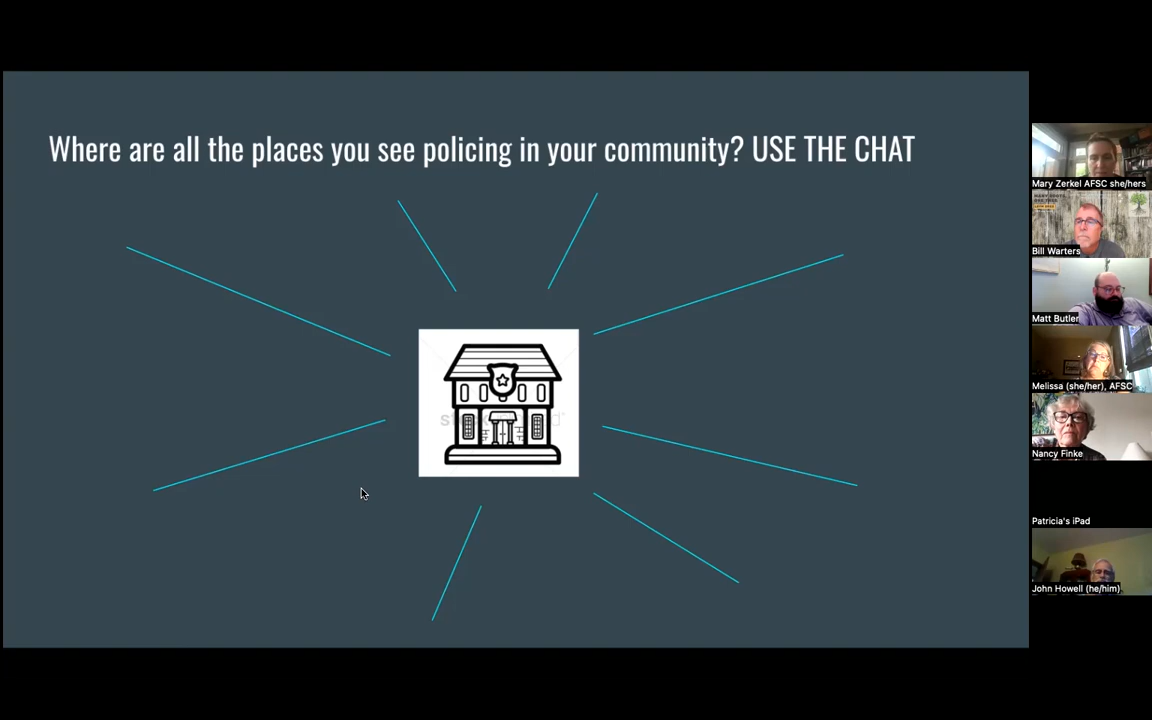 Where are all the places you see policing in your community? USE THE CHAT
Mary Zerkel AFSC she/hers
Bill Warters
Matt Butler
Melissa (she/her), AFSC
Nancy Finke
Patricia's iPad
John Howell (he/him)